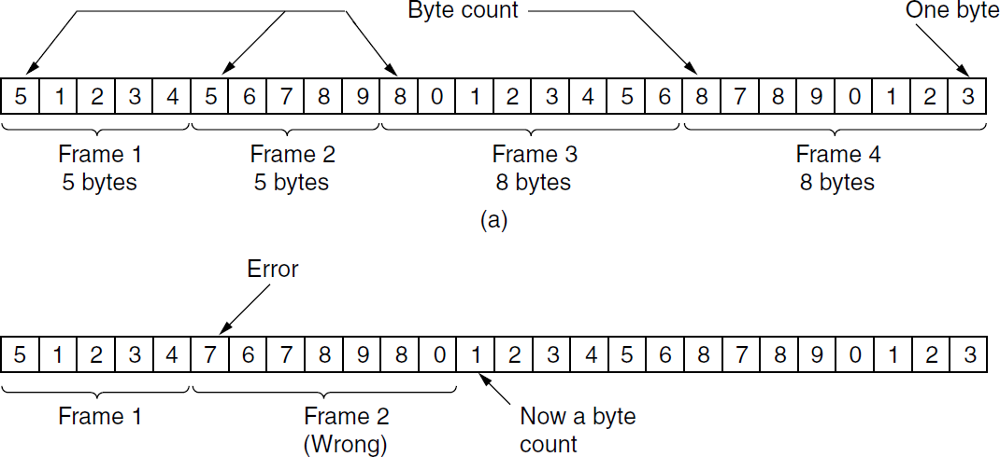 Byte count
One byte
5 1 2 3 4 5 6 7 8 9 8 0 1 2 3 4 5 6 8 7 8 9 0 1 2 3
Frame 1
5 bytes
Frame 2
5 bytes
Frame 3
8 bytes
Frame 4
8 bytes
(a)
Error
5 1 2 3 4 7 6 7 8 9 8 0 1 2 3 4 5 6 8 7 8 9 0 1 2 3
Frame 1
Frame 2
(Wrong)
Now a byte
count